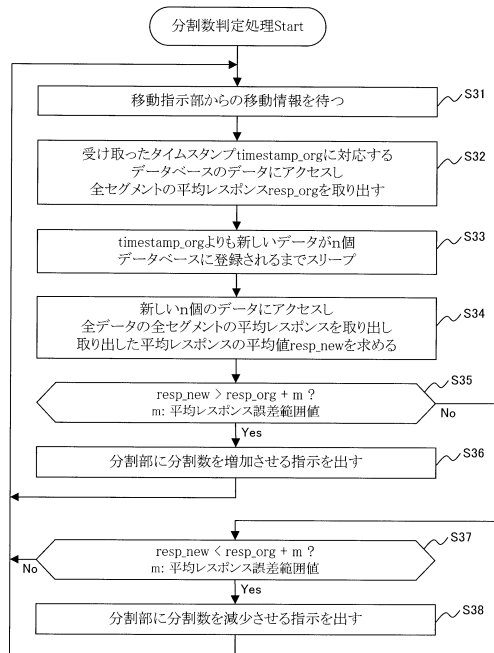 分割数判定処理Start
移動指示部からの移動情報を待つ
S31
受け取ったタイムスタンプtimestamp_orgに対応する
データベースのデータにアクセスし
全セグメントの平均レスポンスresp_orgを取り出す
S32
timestamp_orgよりも新しいデータがn個
データベースに登録されるまでスリープ
S33
新しいn個のデータにアクセスし
全データの全セグメントの平均レスポンスを取り出し
取り出した平均レスポンスの平均値resp_newを求める
S34
S35
resp_new > resp_org + m ?
m: 平均レスポンス誤差範囲値
No
Yes
分割部に分割数を増加させる指示を出す
S36
S37
resp_new < resp_org + m ?
m: 平均レスポンス誤差範囲値
No
Yes
分割部に分割数を減少させる指示を出す
S38